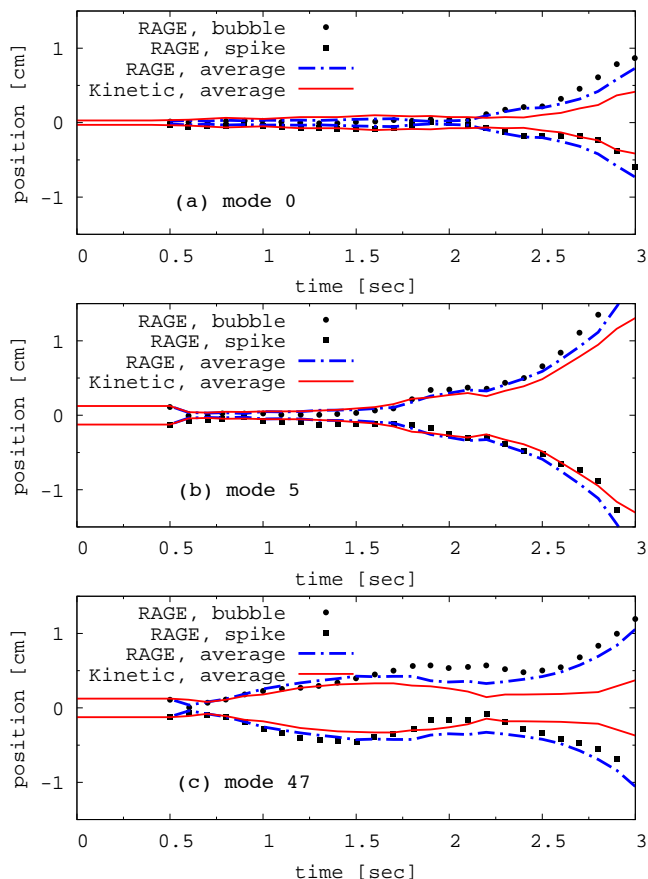 RAGE, bubble
RAGE, spike
RAGE, average
Kinetic, average
1
0
-1
position [cm]
(a) mode 0
0 0.5 1 1.5 2 2.5 3
time [sec]
RAGE, bubble
RAGE, spike
RAGE, average
Kinetic, average
1
0
-1
position [cm]
(b) mode 5
0 0.5 1 1.5 2 2.5 3
time [sec]
RAGE, bubble
RAGE, spike
RAGE, average
Kinetic, average
1
0
-1
position [cm]
(c) mode 47
0 0.5 1 1.5 2 2.5 3
time [sec]